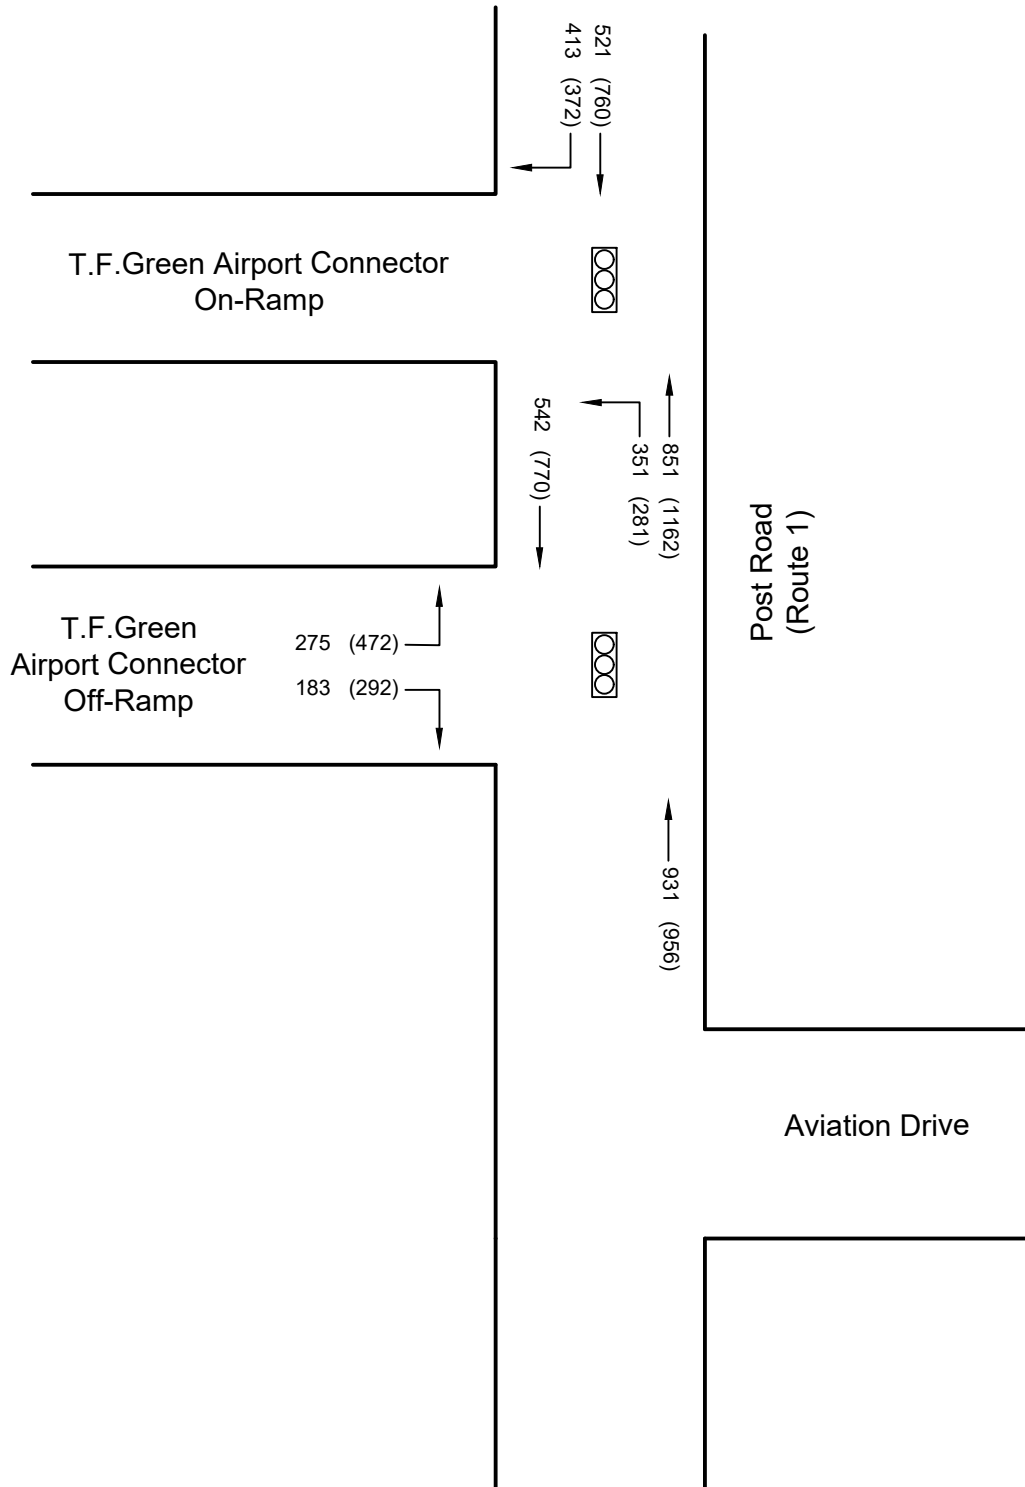 521 (760)
413 (372)
T.F.Green Airport Connector
On-Ramp
542 (770)
851 (1162)
351 (281)
Post Road
(Route 1)
T.F.Green
Airport Connector
Off-Ramp
275 (472)
183 (292)
931 (956)
Aviation Drive